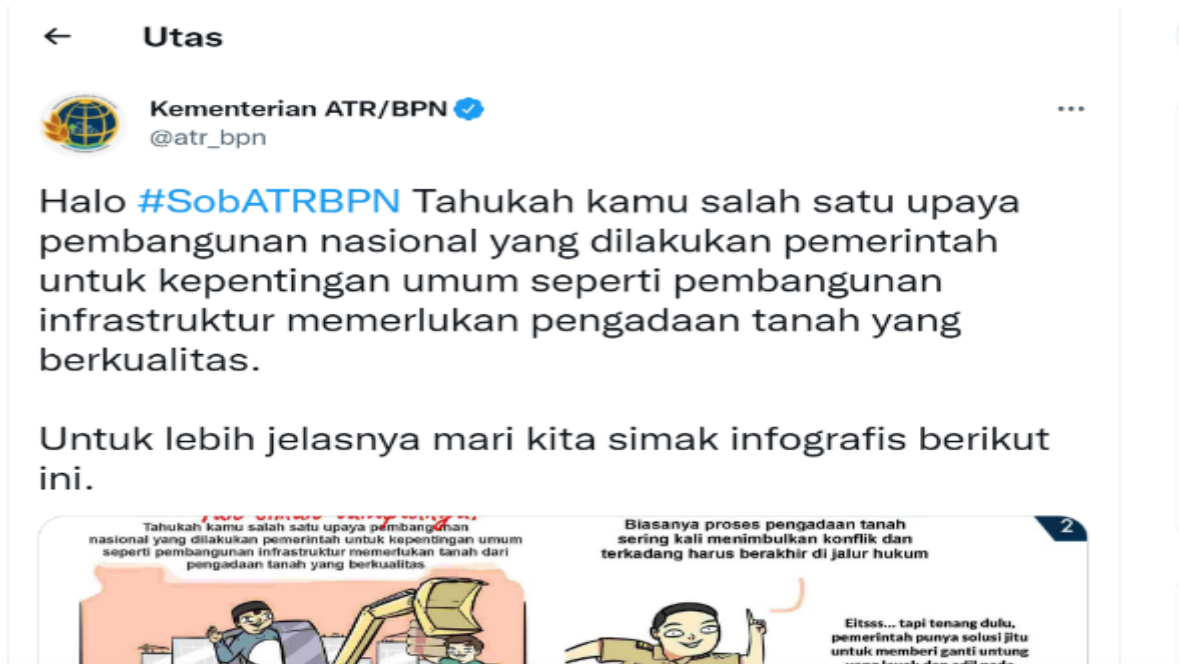 Utas
Kementerian ATR/BPN
@atr_bpn
Halo #SobATRBPN Tahukah kamu salah satu upaya
pembangunan nasional yang dilakukan pemerintah
untuk kepentingan umum seperti pembangunan
infrastruktur memerlukan pengadaan tanah yang
berkualitas.
Untuk lebih jelasnya mari kita simak infografis berikut
ini.
Tahukah kamu salah satu upaya pembangunan
nasional yang dilakukan pemerintah untuk kepentingan umum
seperti pembangunan infrastruktur memerlukan tanah dari
pengadaan tanah yang berkualitas
Biasanya proses pengadaan tanah
sering kali menimbulkan konflik dan
terkadang harus berakhir di jalur hukum
2
Eitsss... tapi tenang dulu,
pemerintah punya solusi jitu
untuk memberi ganti untung